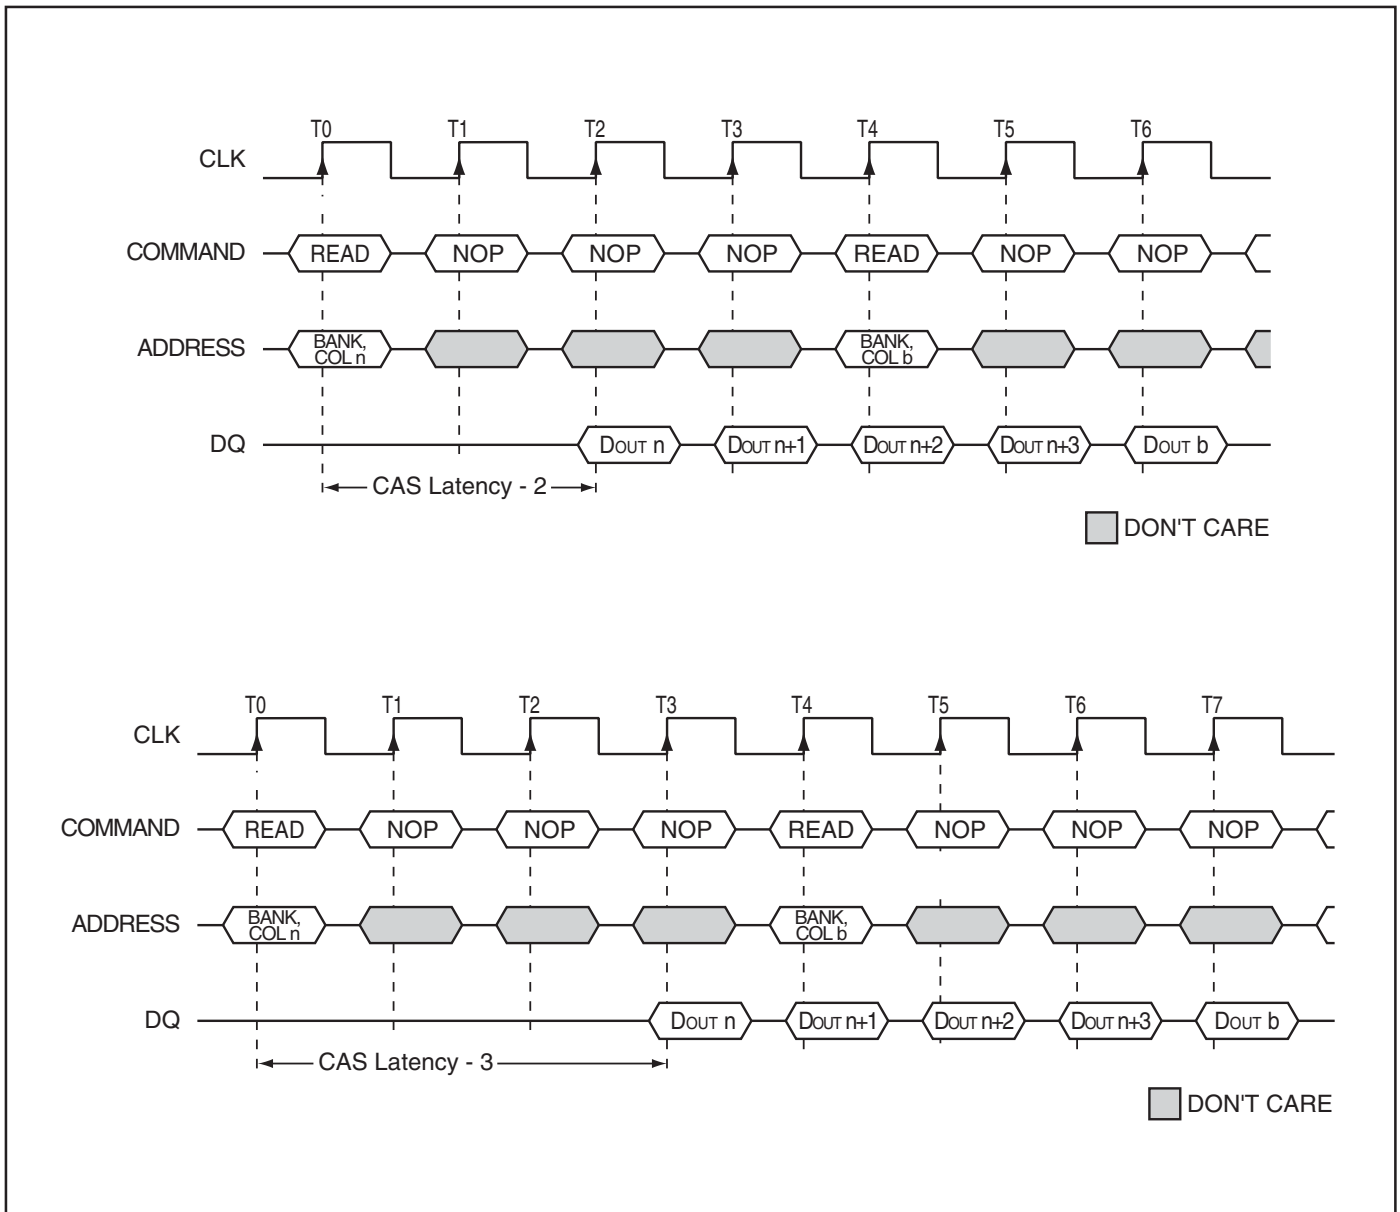 T0 T1 T2 T3 T4 T5 T6
CLK
COMMAND READ NOP NOP NOP READ NOP NOP
ADDRESS BANK, COL n BANK, COL b
DQ DOUT n DOUT n+1 DOUT n+2 DOUT n+3 DOUT b
CAS Latency - 2
DON'T CARE
T0 T1 T2 T3 T4 T5 T6 T7
CLK
COMMAND READ NOP NOP NOP READ NOP NOP NOP
ADDRESS BANK, COL n BANK, COL b
DQ DOUT n DOUT n+1 DOUT n+2 DOUT n+3 DOUT b
CAS Latency - 3
DON'T CARE